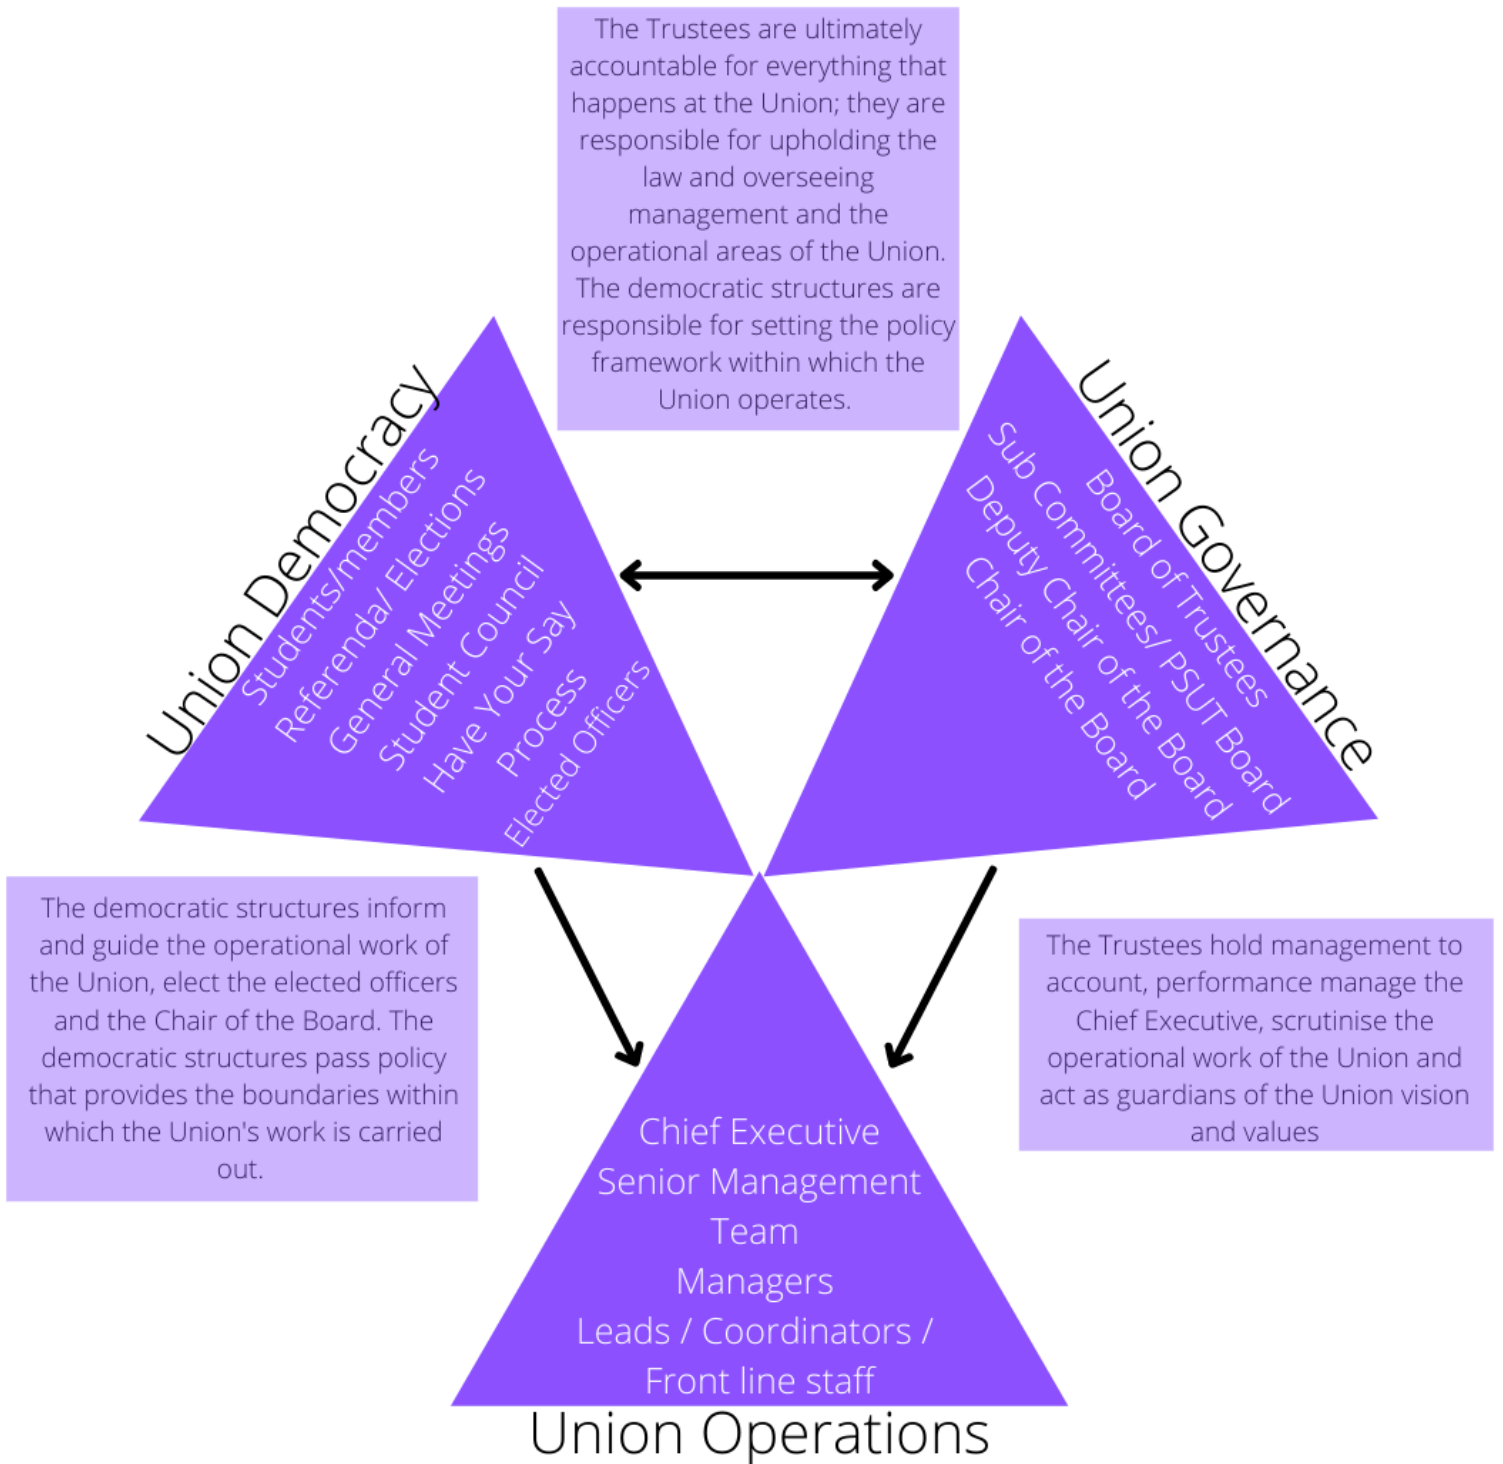 The Trustees are ultimately
accountable for everything that
happens at the Union; they are
responsible for upholding the
law and overseeing
management and the
operational areas of the Union.
The democratic structures are
responsible for setting the policy
framework within which the
Union operates.
Union Democracy
Students/members
Referenda/ Elections
General Meetings
Student Council
Have Your Say
Process
Elected Officers
Union Governance
Board of Trustees
Sub Committees/ PSUT Board
Deputy Chair of the Board
Chair of the Board
The democratic structures inform
and guide the operational work of
the Union, elect the elected officers
and the Chair of the Board. The
democratic structures pass policy
that provides the boundaries within
which the Union's work is carried
out.
The Trustees hold management to
account, performance manage the
Chief Executive, scrutinise the
operational work of the Union and
act as guardians of the Union vision
and values
Chief Executive
Senior Management
Team
Managers
Leads / Coordinators /
Front line staff
Union Operations